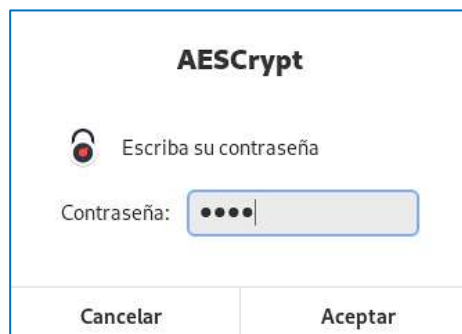 AESCrypt
Escriba su contraseña
Contraseña: ••••
Cancelar Aceptar